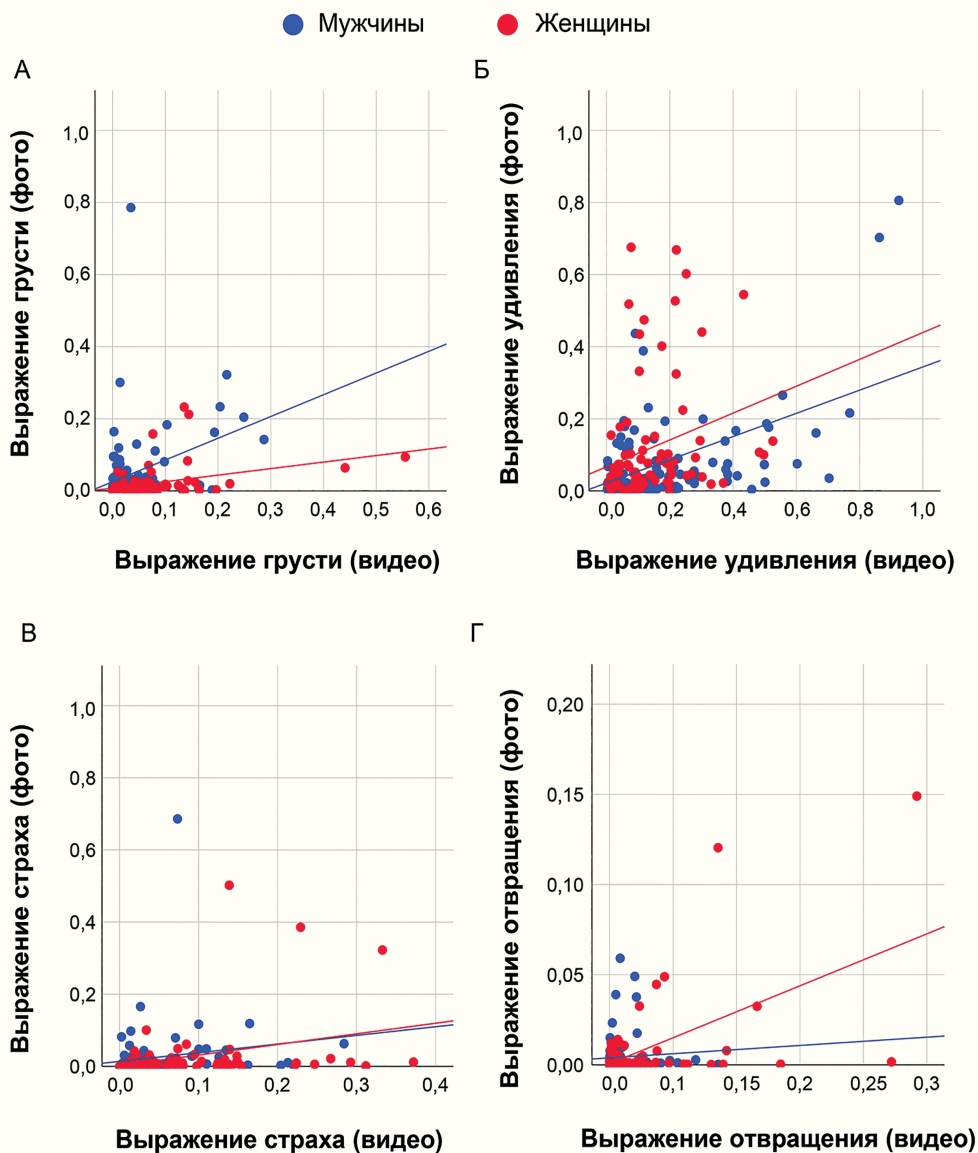 Мужчины Женщины
А
Выражение грусти (фото)
1,0
0,8
0,6
0,4
0,2
0,0
0,0 0,1 0,2 0,3 0,4 0,5 0,6
Выражение грусти (видео)
Б
Выражение удивления (фото)
1,0
0,8
0,6
0,4
0,2
0,0
0,0 0,2 0,4 0,6 0,8 1,0
Выражение удивления (видео)
В
Выражение страха (фото)
1,0
0,8
0,6
0,4
0,2
0,0
0,0 0,1 0,2 0,3 0,4
Выражение страха (видео)
Г
Выражение отвращения (фото)
0,20
0,15
0,00
0,05
0,00
0,0 0,1 0,15 0,2 0,25 0,3
Выражение отвращения (видео)